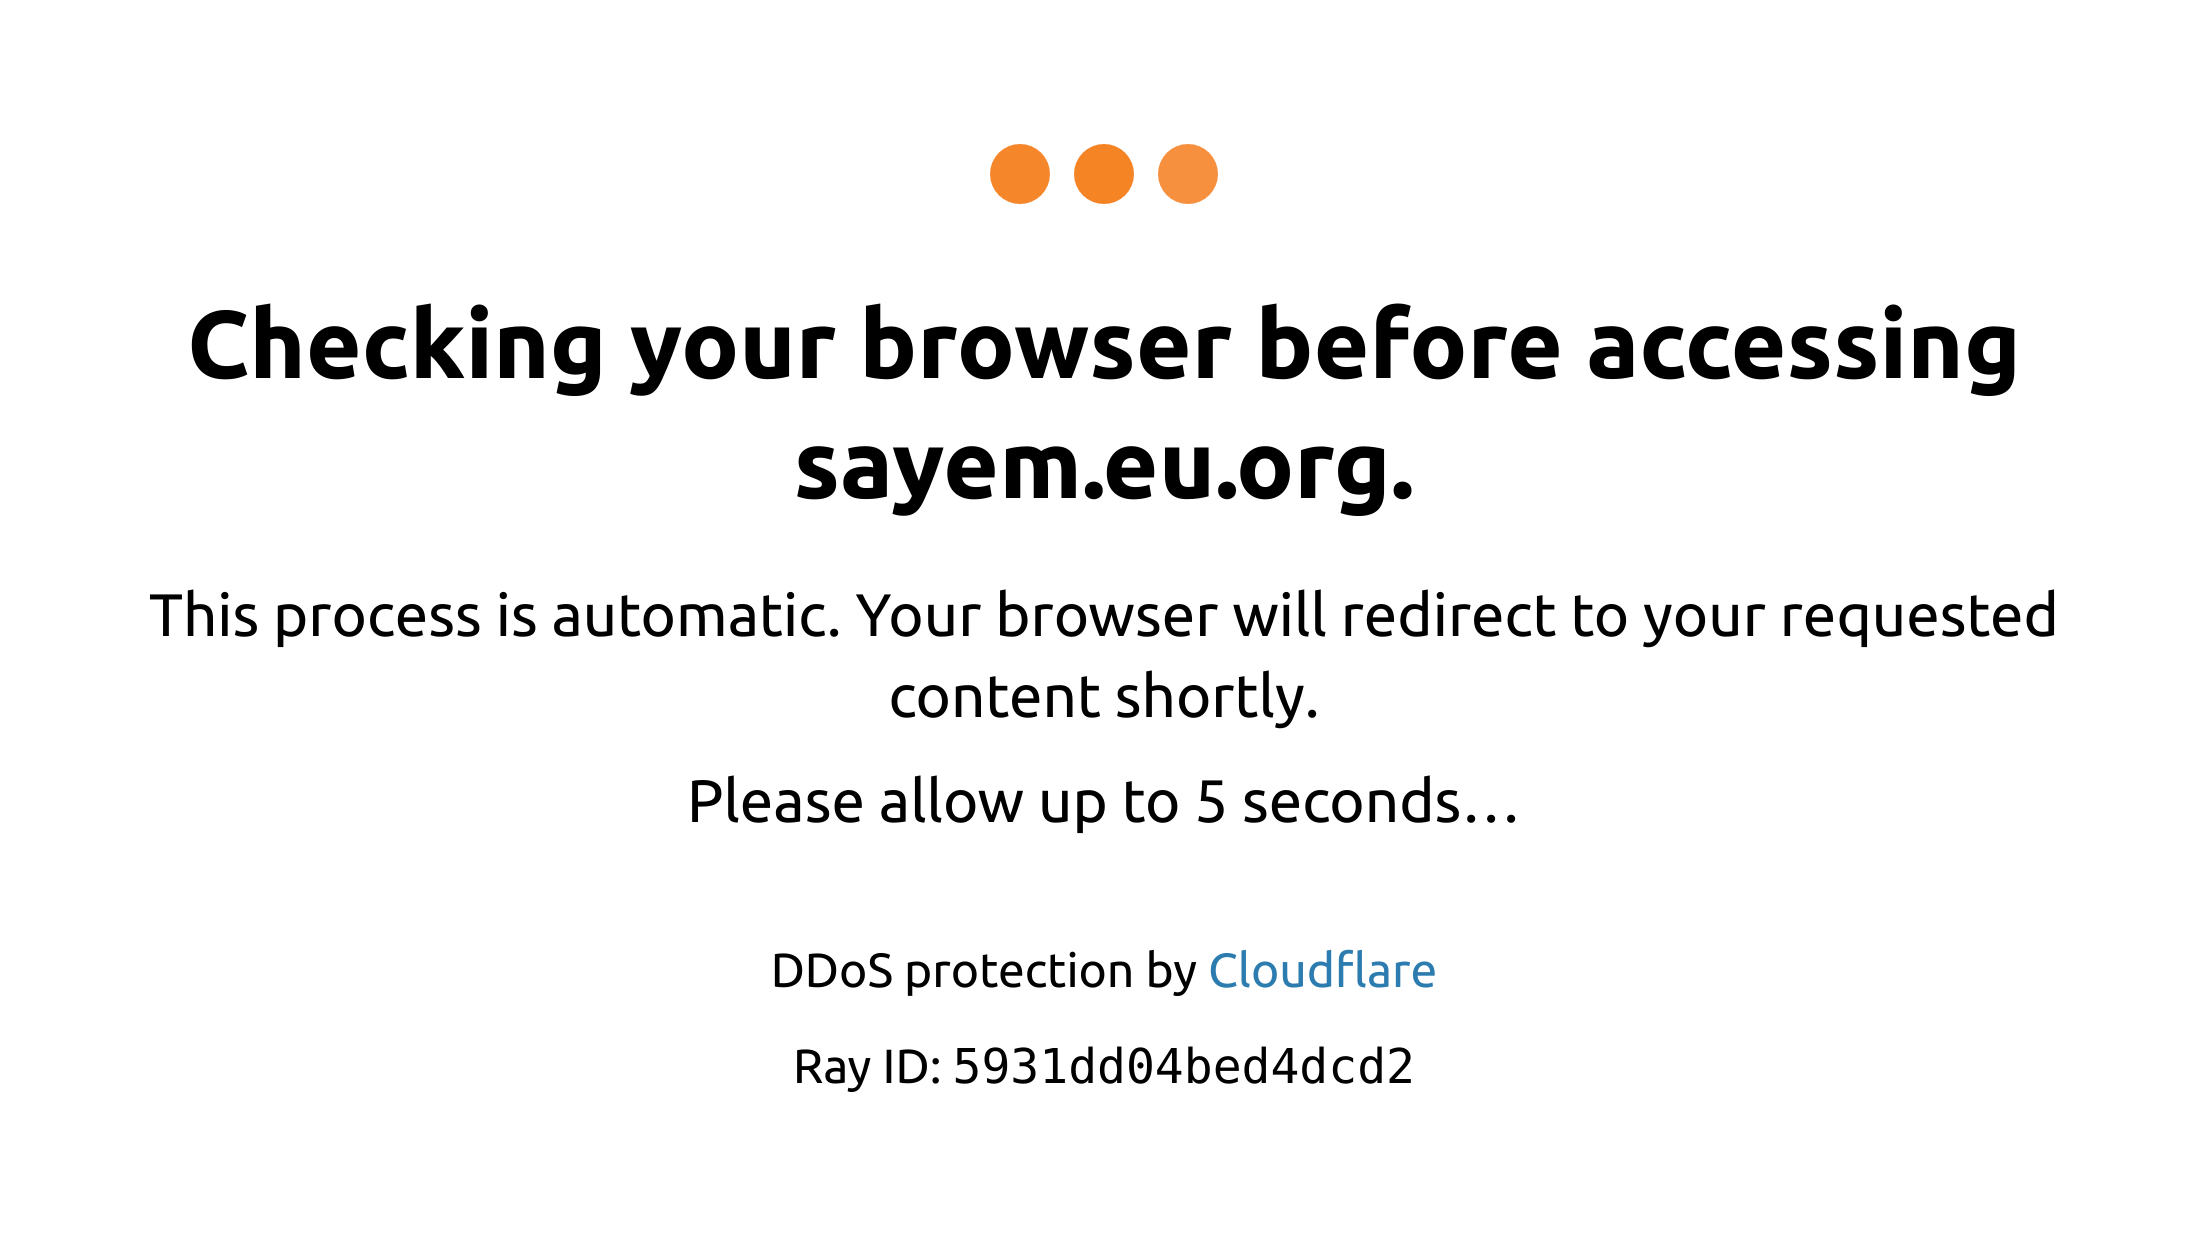 Checking your browser before accessing
sayem.eu.org.
This process is automatic. Your browser will redirect to your requested
content shortly.
Please allow up to 5 seconds…
DDoS protection by Cloudflare
Ray ID: 5931dd04bed4dcd2